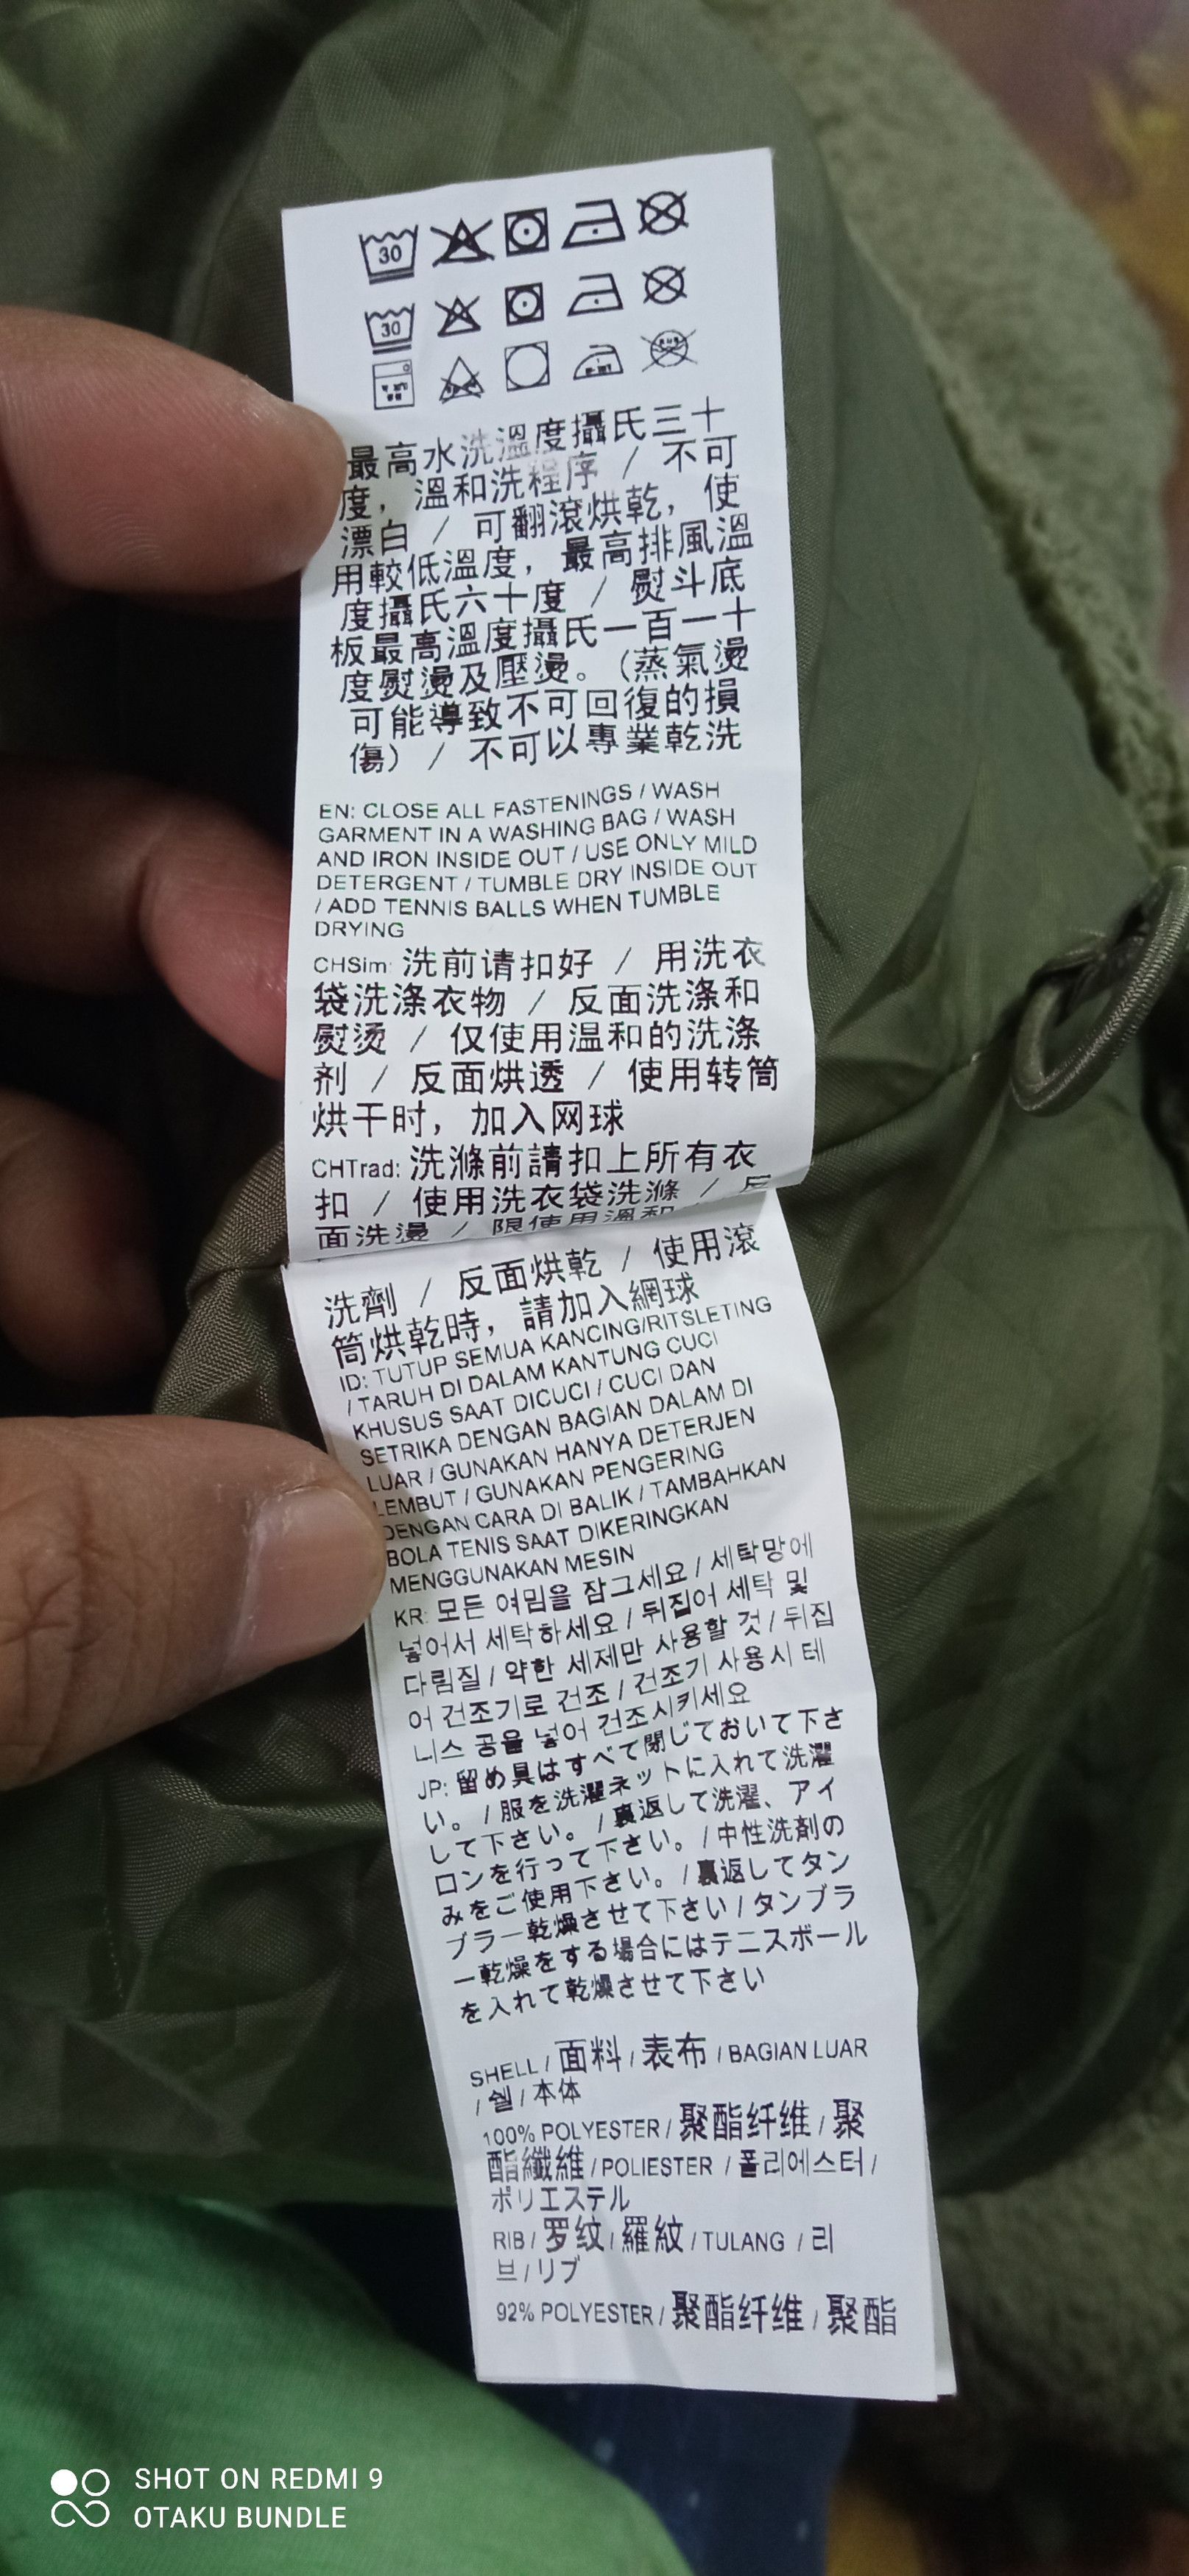 30
30
最高水洗溫度攝氏三十
度，溫和洗程序 / 不可
漂白 / 可翻滾烘乾，使
用較低溫度，最高排風溫
度攝氏六十度 / 熨斗底
板最高溫度攝氏一百一十
度熨燙及壓燙。（蒸氣燙
可能導致不可回復的損
傷） / 不可以專業乾洗
EN: CLOSE ALL FASTENINGS / WASH
GARMENT IN A WASHING BAG / WASH
AND IRON INSIDE OUT / USE ONLY MILD
DETERGENT / TUMBLE DRY INSIDE OUT
/ ADD TENNIS BALLS WHEN TUMBLE
DRYING
CHSim: 洗前请扣好 / 用洗衣
袋洗涤衣物 / 反面洗涤和
熨烫 / 仅使用温和的洗涤
剂 / 反面烘透 / 使用转筒
烘干时，加入网球
CHTrad: 洗滌前請扣上所有衣
扣 / 使用洗衣袋洗滌 / 反
面洗燙 / 限使用溫和
洗劑 / 反面烘乾 / 使用滾
筒烘乾時，請加入網球
ID: TUTUP SEMUA KANCING/RITSLETING
/ TARUH DI DALAM KANTUNG CUCI
KHUSUS SAAT DICUCI / CUCI DAN
SETRIKA DENGAN BAGIAN DALAM DI
LUAR / GUNAKAN HANYA DETERJEN
LEMBUT / GUNAKAN PENGERING
DENGAN CARA DI BALIK / TAMBAHKAN
BOLA TENIS SAAT DIKERINGKAN
MENGGUNAKAN MESIN
KR: 모든 여밈을 잠그세요 / 세탁망에
넣어서 세탁하세요 / 뒤집어 세탁 및
다림질 / 약한 세제만 사용할 것 / 뒤집
어 건조기로 건조 / 건조기 사용시 테
니스 공을 넣어 건조시키세요
JP: 留め具はすべて閉じておいて下さ
い。 / 服を洗濯ネットに入れて洗濯
して下さい。 / 裏返して洗濯、アイ
ロンを行って下さい。 / 中性洗剤の
みをご使用下さい。 / 裏返してタン
ブラー乾燥させて下さい / タンブラ
ー乾燥をする場合にはテニスボール
を入れて乾燥させて下さい
SHELL / 面料 / 表布 / BAGIAN LUAR
/ 쉘 / 本体
100% POLYESTER / 聚酯纤维 / 聚
酯纖維 / POLIESTER / 폴리에스터 /
ポリエステル
RIB / 罗纹 / 羅紋 / TULANG / 리
브 / リブ
92% POLYESTER / 聚酯纤维 / 聚酯
SHOT ON REDMI 9
OTAKU BUNDLE